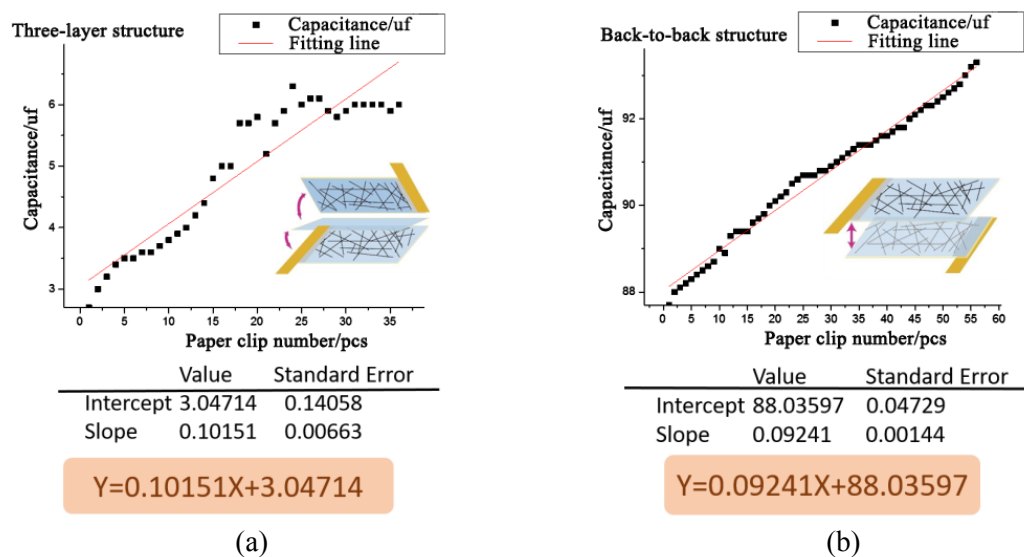 Three-layer structure
Capacitance/uf
Fitting line
Capacitance/uf
6
5
4
3
0 5 10 15 20 25 30 35
Paper clip number/pcs
Value Standard Error
Intercept 3.04714 0.14058
Slope 0.10151 0.00663
Y=0.10151X+3.04714
(a)
Back-to-back structure
Capacitance/uf
Fitting line
Capacitance/uf
92
90
88
0 5 10 15 20 25 30 35 40 45 50 55 60
Paper clip number/pcs
Value Standard Error
Intercept 88.03597 0.04729
Slope 0.09241 0.00144
Y=0.09241X+88.03597
(b)